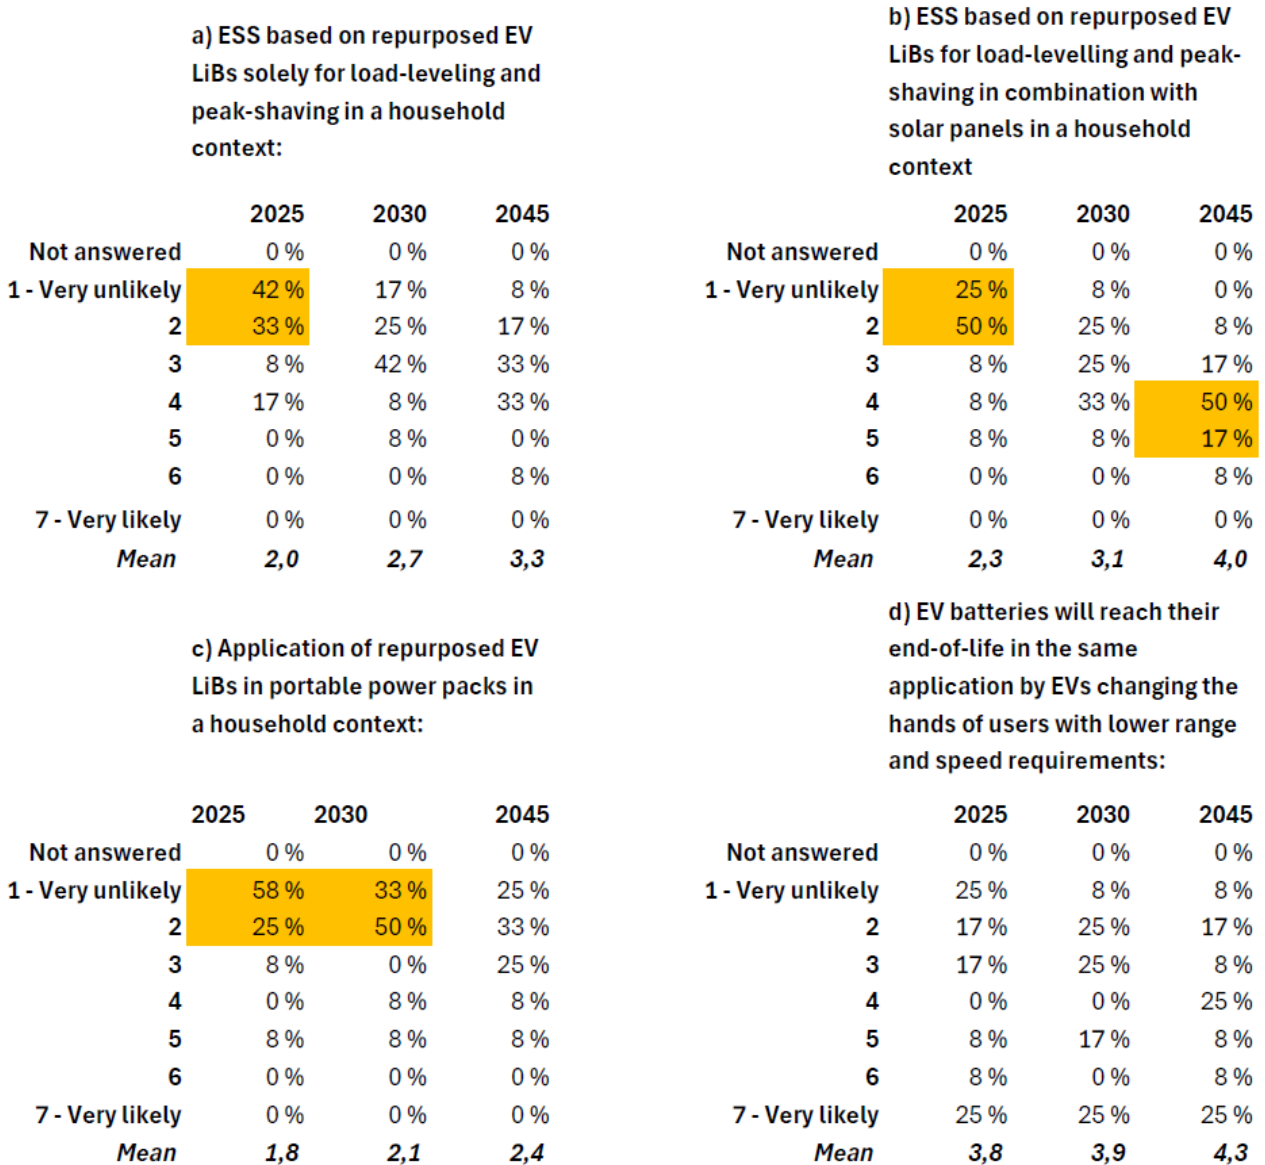 a) ESS based on repurposed EV
LiBs solely for load-leveling and
peak-shaving in a household
context:
2025 2030 2045
Not answered 0 % 0 % 0 %
1 - Very unlikely 42 % 17 % 8 %
2 33 % 25 % 17 %
3 8 % 42 % 33 %
4 17 % 8 % 33 %
5 0 % 8 % 0 %
6 0 % 0 % 8 %
7 - Very likely 0 % 0 % 0 %
Mean 2,0 2,7 3,3
b) ESS based on repurposed EV
LiBs for load-levelling and peak-
shaving in combination with
solar panels in a household
context
2025 2030 2045
Not answered 0 % 0 % 0 %
1 - Very unlikely 25 % 8 % 0 %
2 50 % 25 % 8 %
3 8 % 25 % 17 %
4 8 % 33 % 50 %
5 8 % 8 % 17 %
6 0 % 0 % 8 %
7 - Very likely 0 % 0 % 0 %
Mean 2,3 3,1 4,0
c) Application of repurposed EV
LiBs in portable power packs in
a household context:
2025 2030 2045
Not answered 0 % 0 % 0 %
1 - Very unlikely 58 % 33 % 25 %
2 25 % 50 % 33 %
3 8 % 0 % 25 %
4 0 % 8 % 8 %
5 8 % 8 % 8 %
6 0 % 0 % 0 %
7 - Very likely 0 % 0 % 0 %
Mean 1,8 2,1 2,4
d) EV batteries will reach their
end-of-life in the same
application by EVs changing the
hands of users with lower range
and speed requirements:
2025 2030 2045
Not answered 0 % 0 % 0 %
1 - Very unlikely 25 % 8 % 8 %
2 17 % 25 % 17 %
3 17 % 25 % 8 %
4 0 % 0 % 25 %
5 8 % 17 % 8 %
6 8 % 0 % 8 %
7 - Very likely 25 % 25 % 25 %
Mean 3,8 3,9 4,3